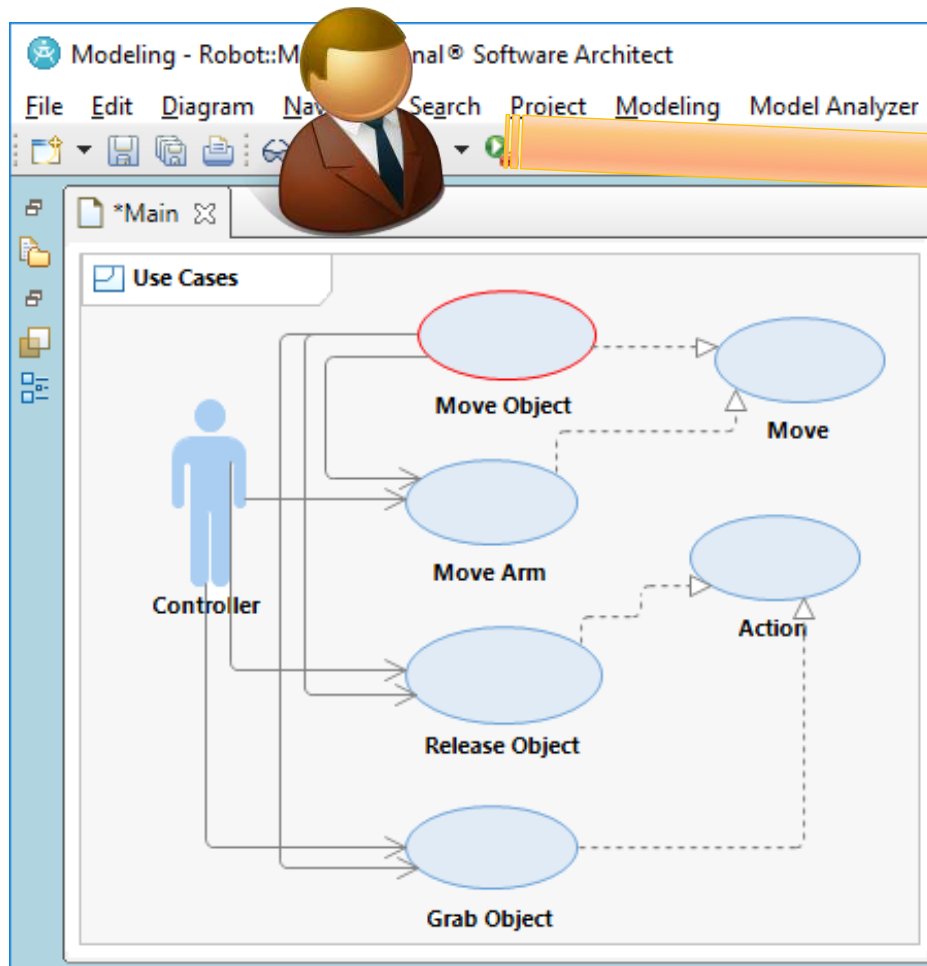 Modeling - Robot::M nal® Software Architect
File Edit Diagram Nav Search Project Modeling Model Analyzer
*Main
Use Cases
Move Object
Move
Move Arm
Controller
Action
Release Object
Grab Object